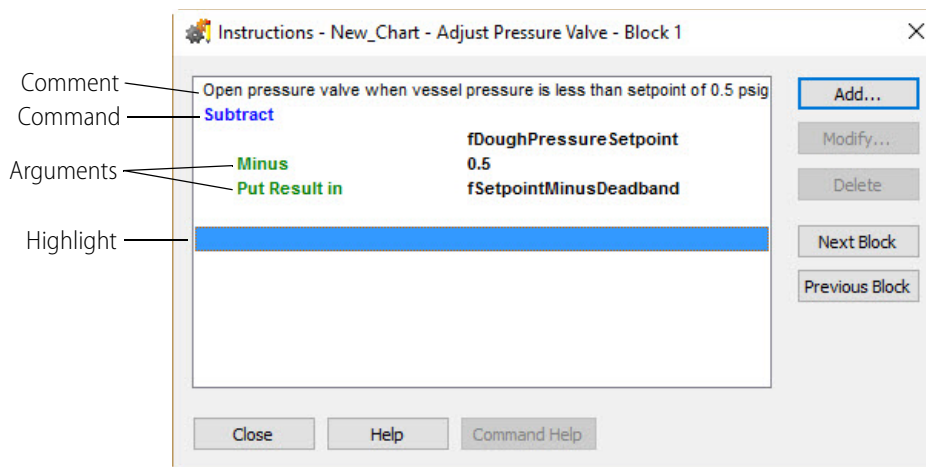 Instructions - New_Chart - Adjust Pressure Valve - Block 1
Comment
Open pressure valve when vessel pressure is less than setpoint of 0.5 psig
Add...
Command
Subtract
fDoughPressureSetpoint
Modify...
Arguments
Minus 0.5
Put Result in fSetpointMinusDeadband
Delete
Highlight
Next Block
Previous Block
Close Help Command Help